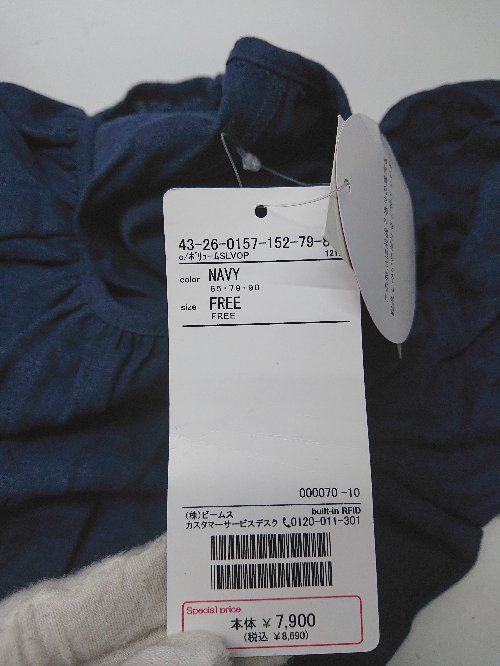 43-26-0157-152-79-8
o/ﾎﾞﾘｭｰﾑSLVOP
color NAVY
65・79・90
size FREE
FREE
000070 -10
(株)ビームス built-in RFID
カスタマーサービスデスク 0120-011-301
Special price
本体 ¥7,900
(税込 ¥8,690)